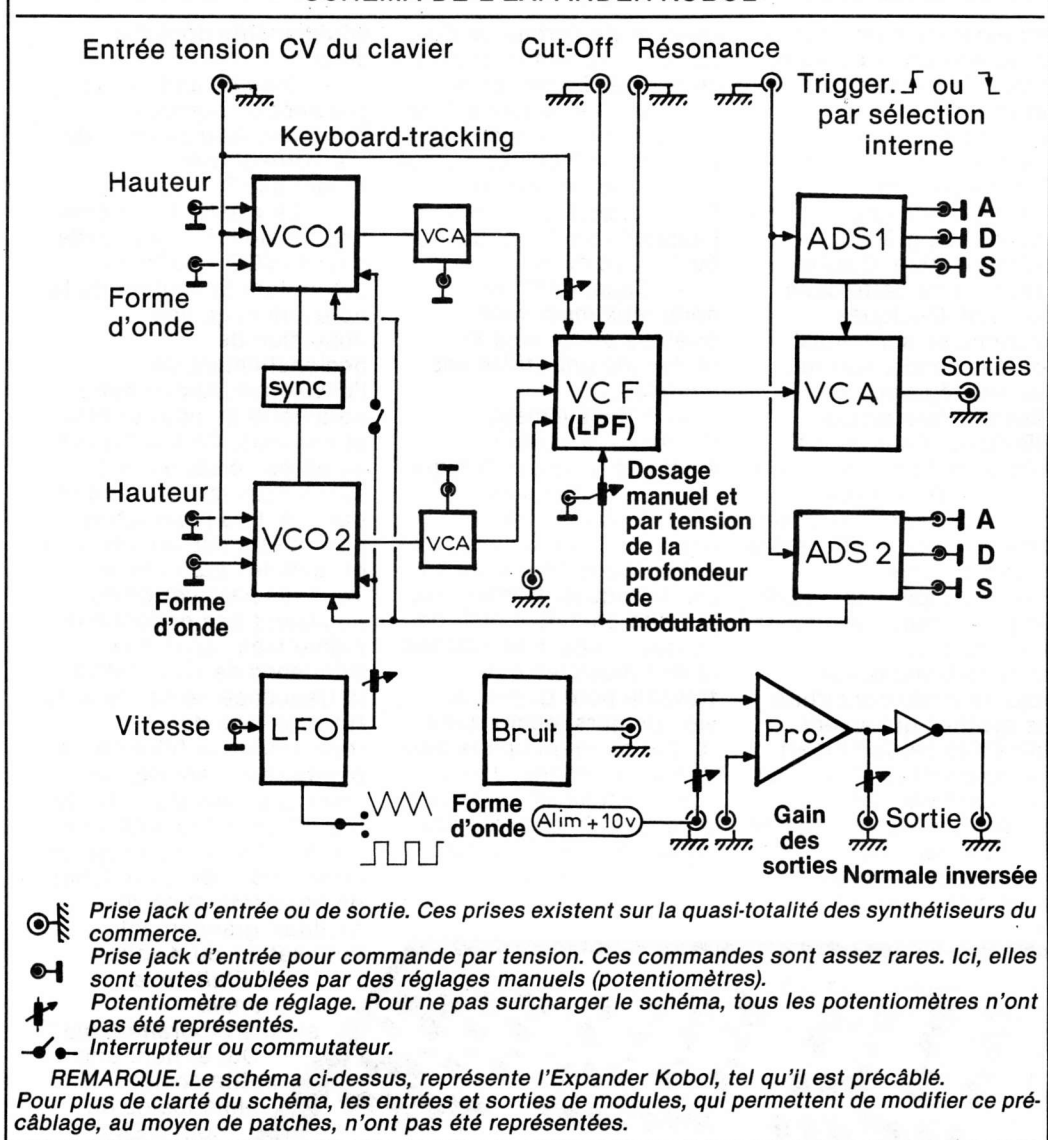 SCHÉMA DE L'EXPANDER KOBOL
Entrée tension CV du clavier
Cut-Off
Résonance
Trigger. ou
par sélection
interne
Keyboard-tracking
Hauteur
VCO1
VCA
ADS1
A
D
S
Forme
d'onde
sync
VCF
(LPF)
VCA
Sorties
Hauteur
VCO2
VCA
Dosage
manuel et
par tension
de la
profondeur
de
modulation
ADS2
A
D
S
Forme
d'onde
Vitesse
LFO
Bruit
Pro.
Forme
d'onde
Alim +10v
Gain
des
sorties
Sortie
Normale inversée
Prise jack d'entrée ou de sortie. Ces prises existent sur la quasi-totalité des synthétiseurs du
commerce.
Prise jack d'entrée pour commande par tension. Ces commandes sont assez rares. Ici, elles
sont toutes doublées par des réglages manuels (potentiomètres).
Potentiomètre de réglage. Pour ne pas surcharger le schéma, tous les potentiomètres n'ont
pas été représentés.
Interrupteur ou commutateur.
REMARQUE. Le schéma ci-dessus, représente l'Expander Kobol, tel qu'il est précâblé.
Pour plus de clarté du schéma, les entrées et sorties de modules, qui permettent de modifier ce pré-
câblage, au moyen de patches, n'ont pas été représentées.